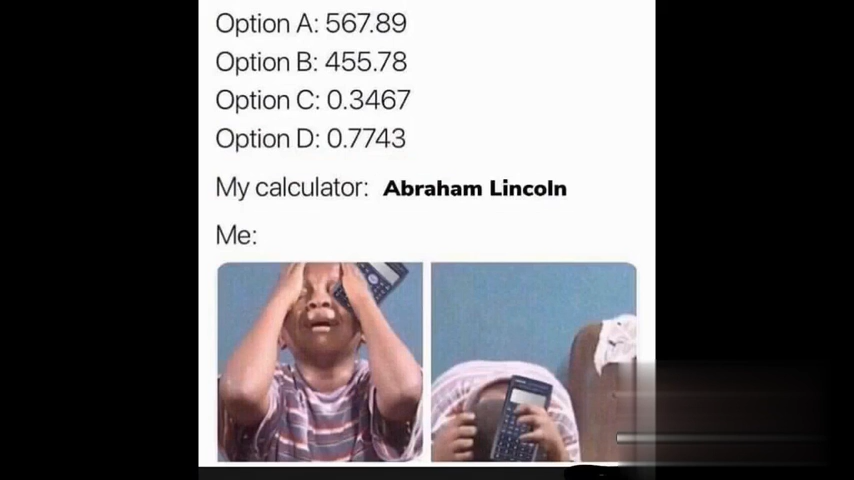 Option A: 567.89
Option B: 455.78
Option C: 0.3467
Option D: 0.7743
My calculator: Abraham Lincoln
Me: